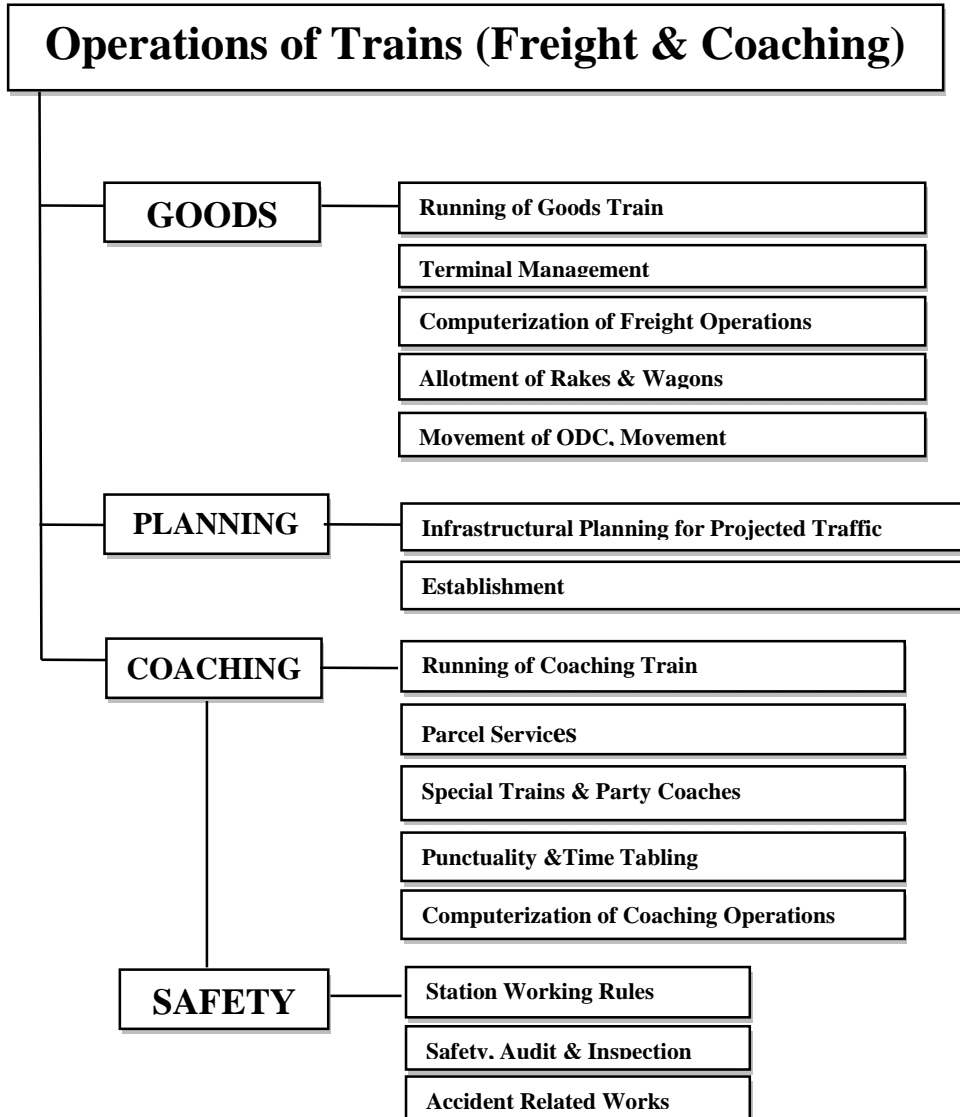 Operations of Trains (Freight & Coaching)
GOODS
Running of Goods Train
Terminal Management
Computerization of Freight Operations
Allotment of Rakes & Wagons
Movement of ODC, Movement
PLANNING
Infrastructural Planning for Projected Traffic
Establishment
COACHING
Running of Coaching Train
Parcel Services
Special Trains & Party Coaches
Punctuality &Time Tabling
Computerization of Coaching Operations
SAFETY
Station Working Rules
Safety, Audit & Inspection
Accident Related Works